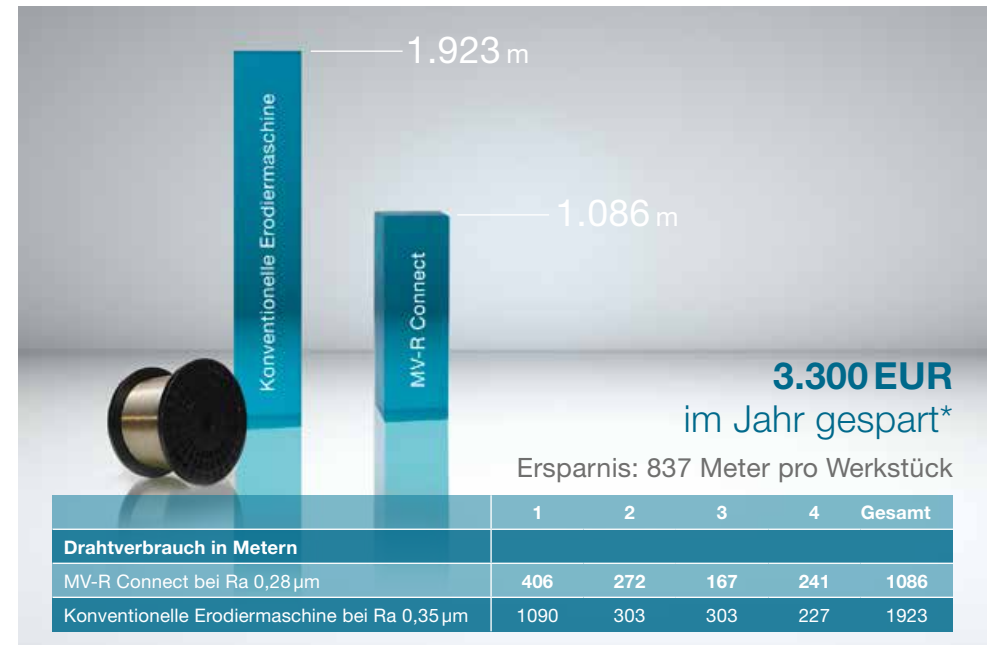 1.923 m
Konventionelle Erodiermaschine
1.086 m
MV-R Connect
3.300 EUR
im Jahr gespart*
Ersparnis: 837 Meter pro Werkstück
1 2 3 4 Gesamt
Drahtverbrauch in Metern
MV-R Connect bei Ra 0,28 µm 406 272 167 241 1086
Konventionelle Erodiermaschine bei Ra 0,35 µm 1090 303 303 227 1923